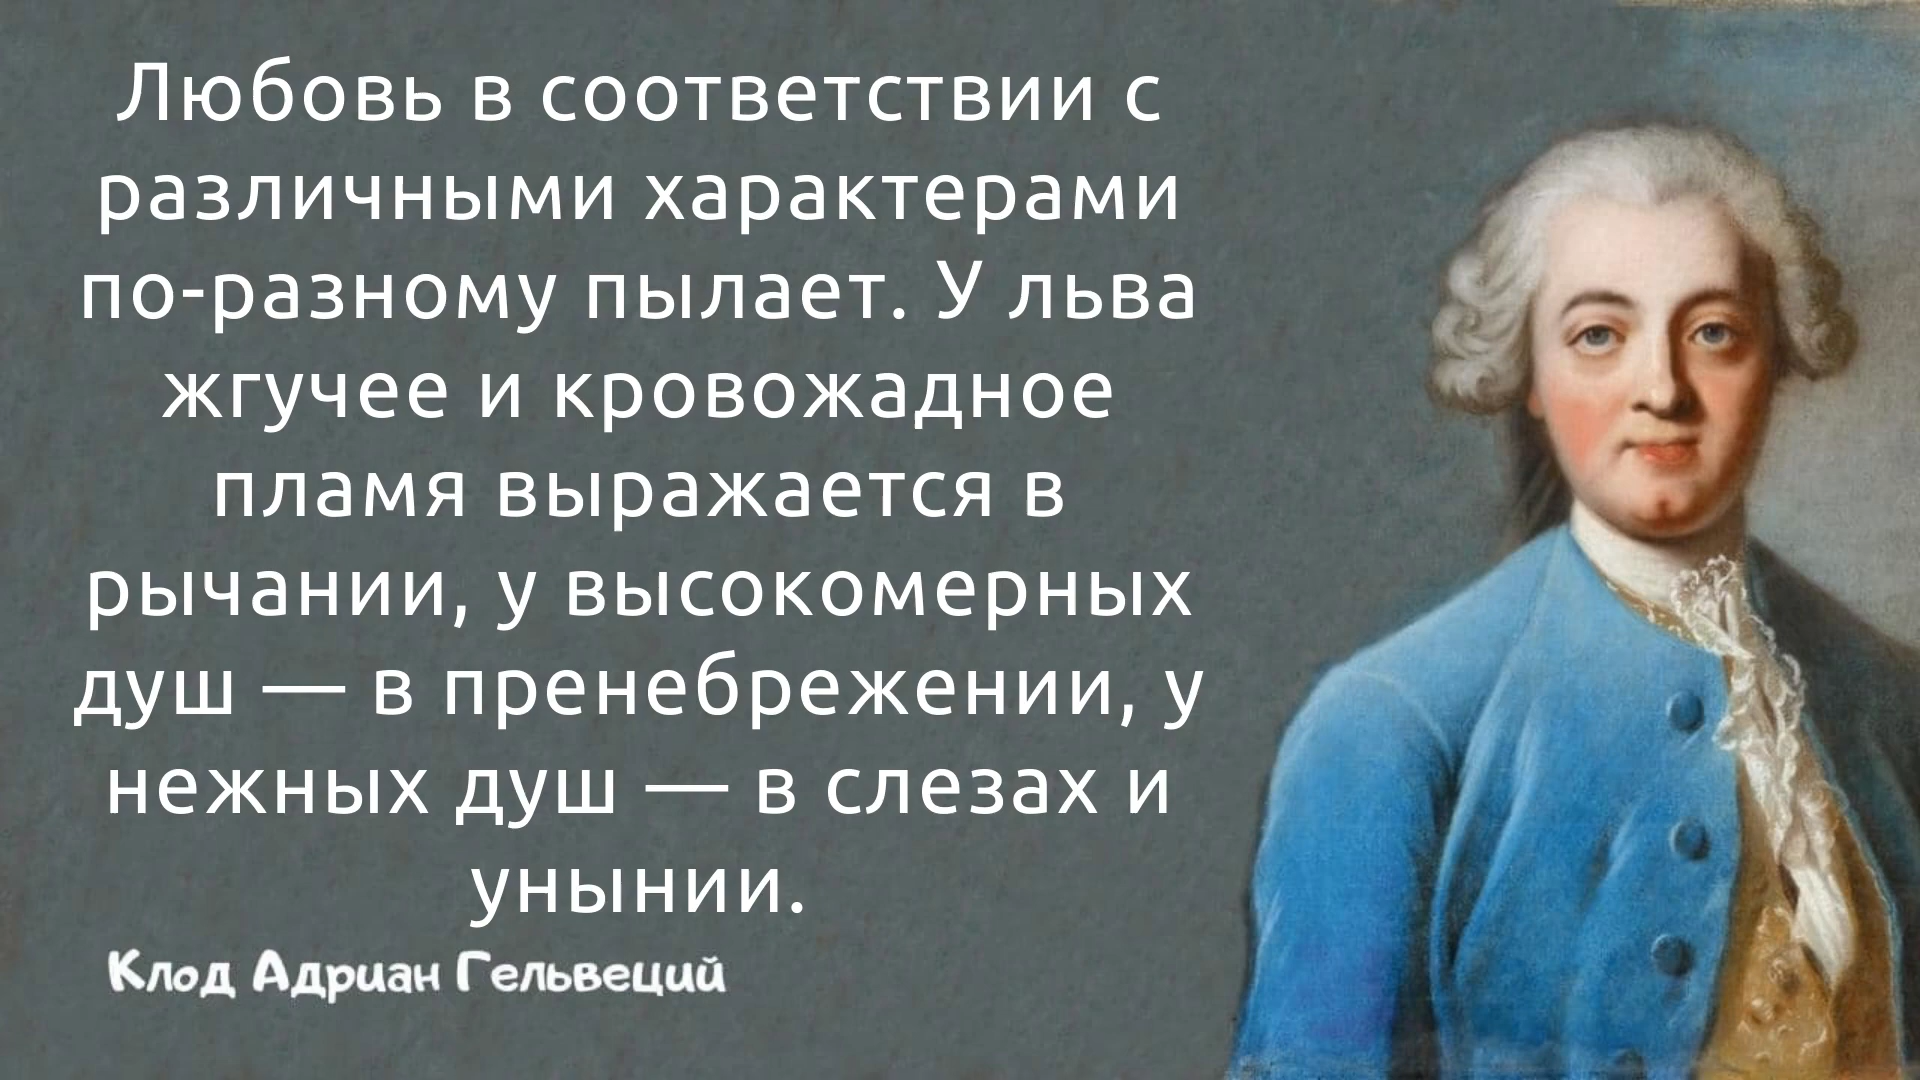 Любовь в соответствии с
различными характерами
по-разному пылает. У льва
жгучее и кровожадное
пламя выражается в
рычании, у высокомерных
душ — в пренебрежении, у
нежных душ — в слезах и
унынии.
Клод Адриан Гельвеций